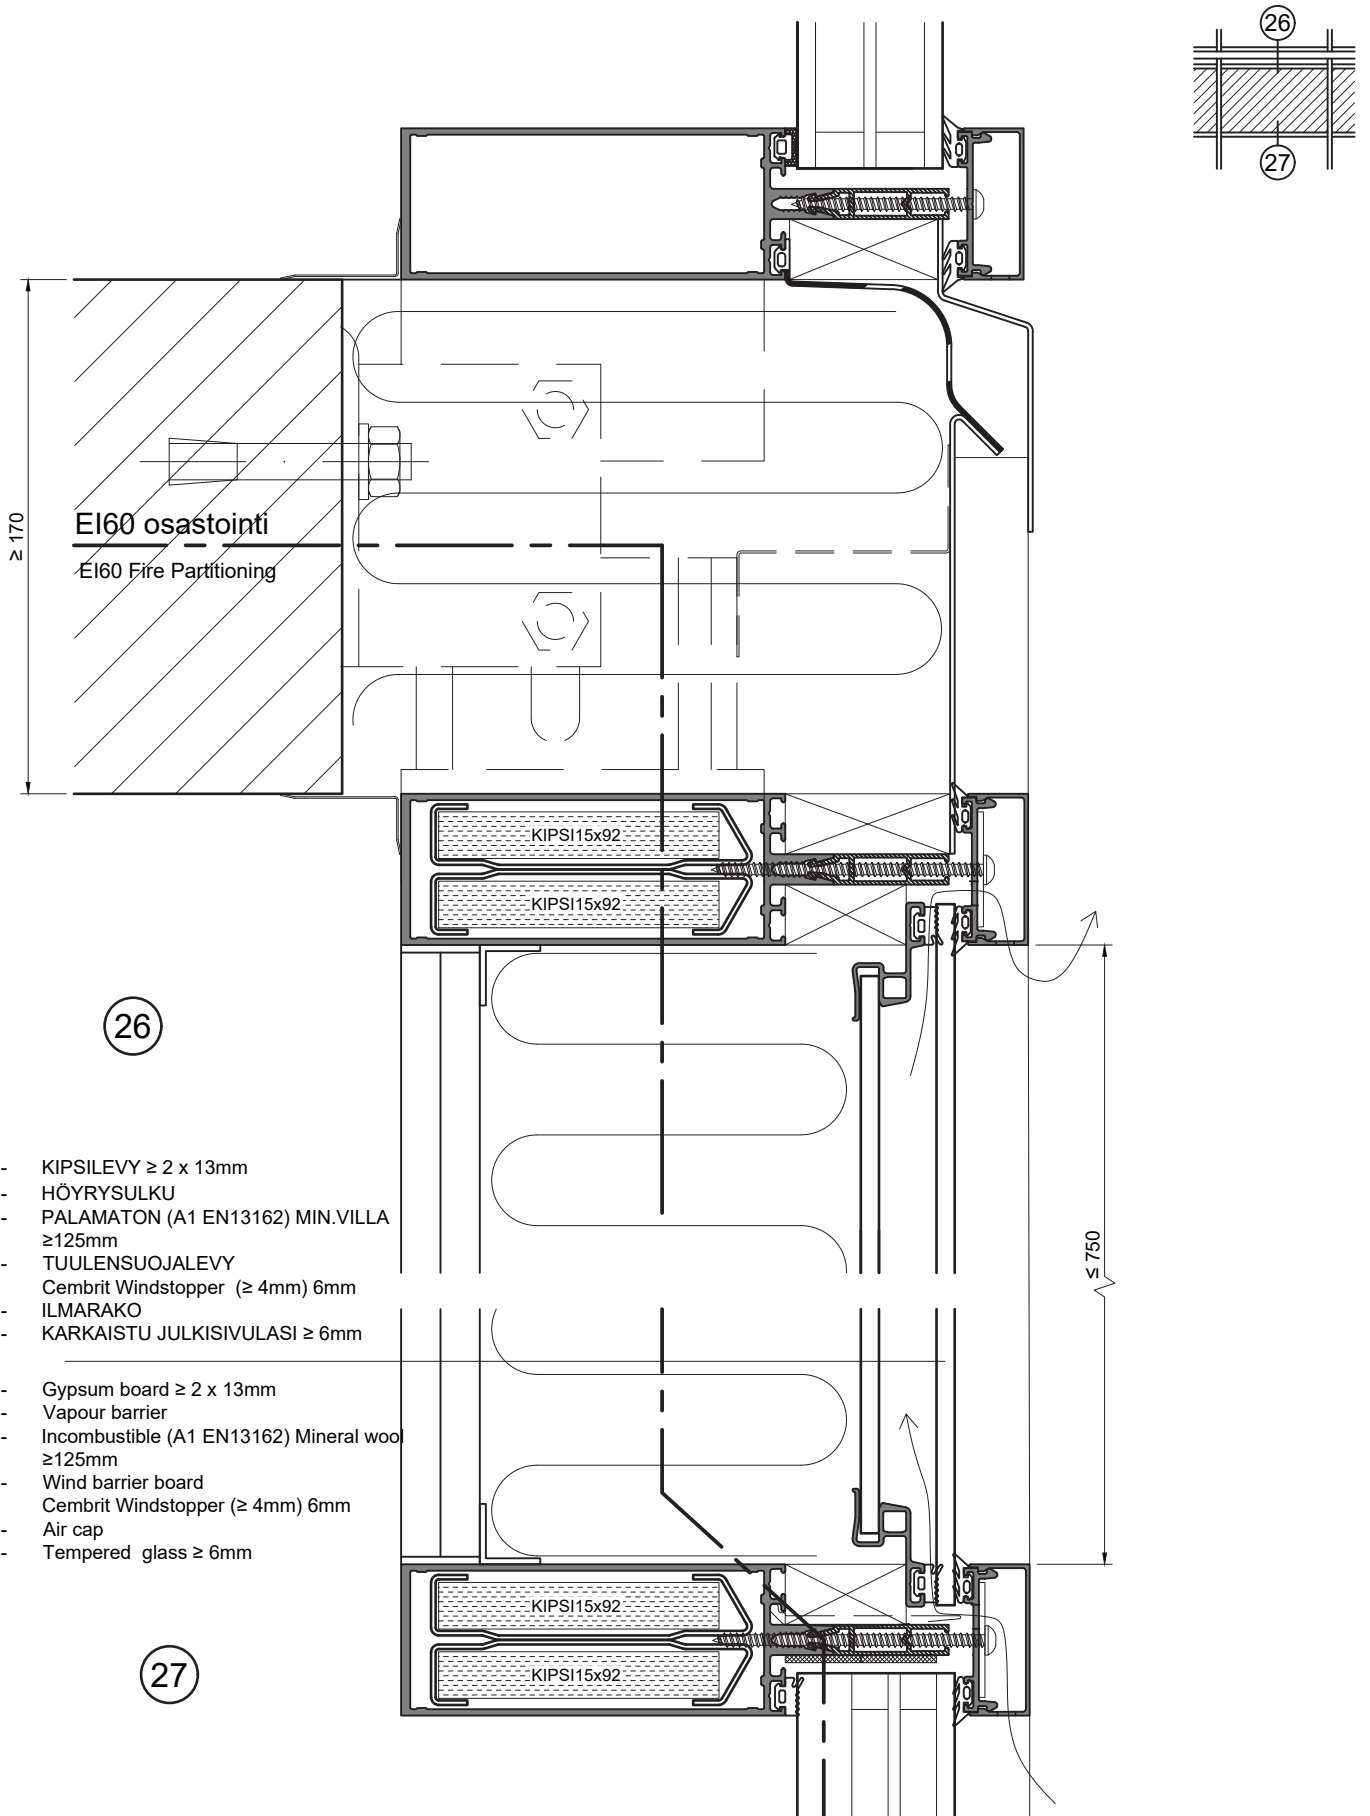 26
27
≥ 170
EI60 osastointi
EI60 Fire Partitioning
KIPSI15x92
KIPSI15x92
26
- KIPSILEVY ≥ 2 x 13mm
- HÖYRYSULKU
- PALAMATON (A1 EN13162) MIN.VILLA
≥125mm
- TUULENSUOJALEVY
Cembrit Windstopper (≥ 4mm) 6mm
- ILMARAKO
- KARKAISTU JULKISIVULASI ≥ 6mm
≤ 750
- Gypsum board ≥ 2 x 13mm
- Vapour barrier
- Incombustible (A1 EN13162) Mineral wool
≥125mm
- Wind barrier board
Cembrit Windstopper (≥ 4mm) 6mm
- Air cap
- Tempered glass ≥ 6mm
KIPSI15x92
KIPSI15x92
27